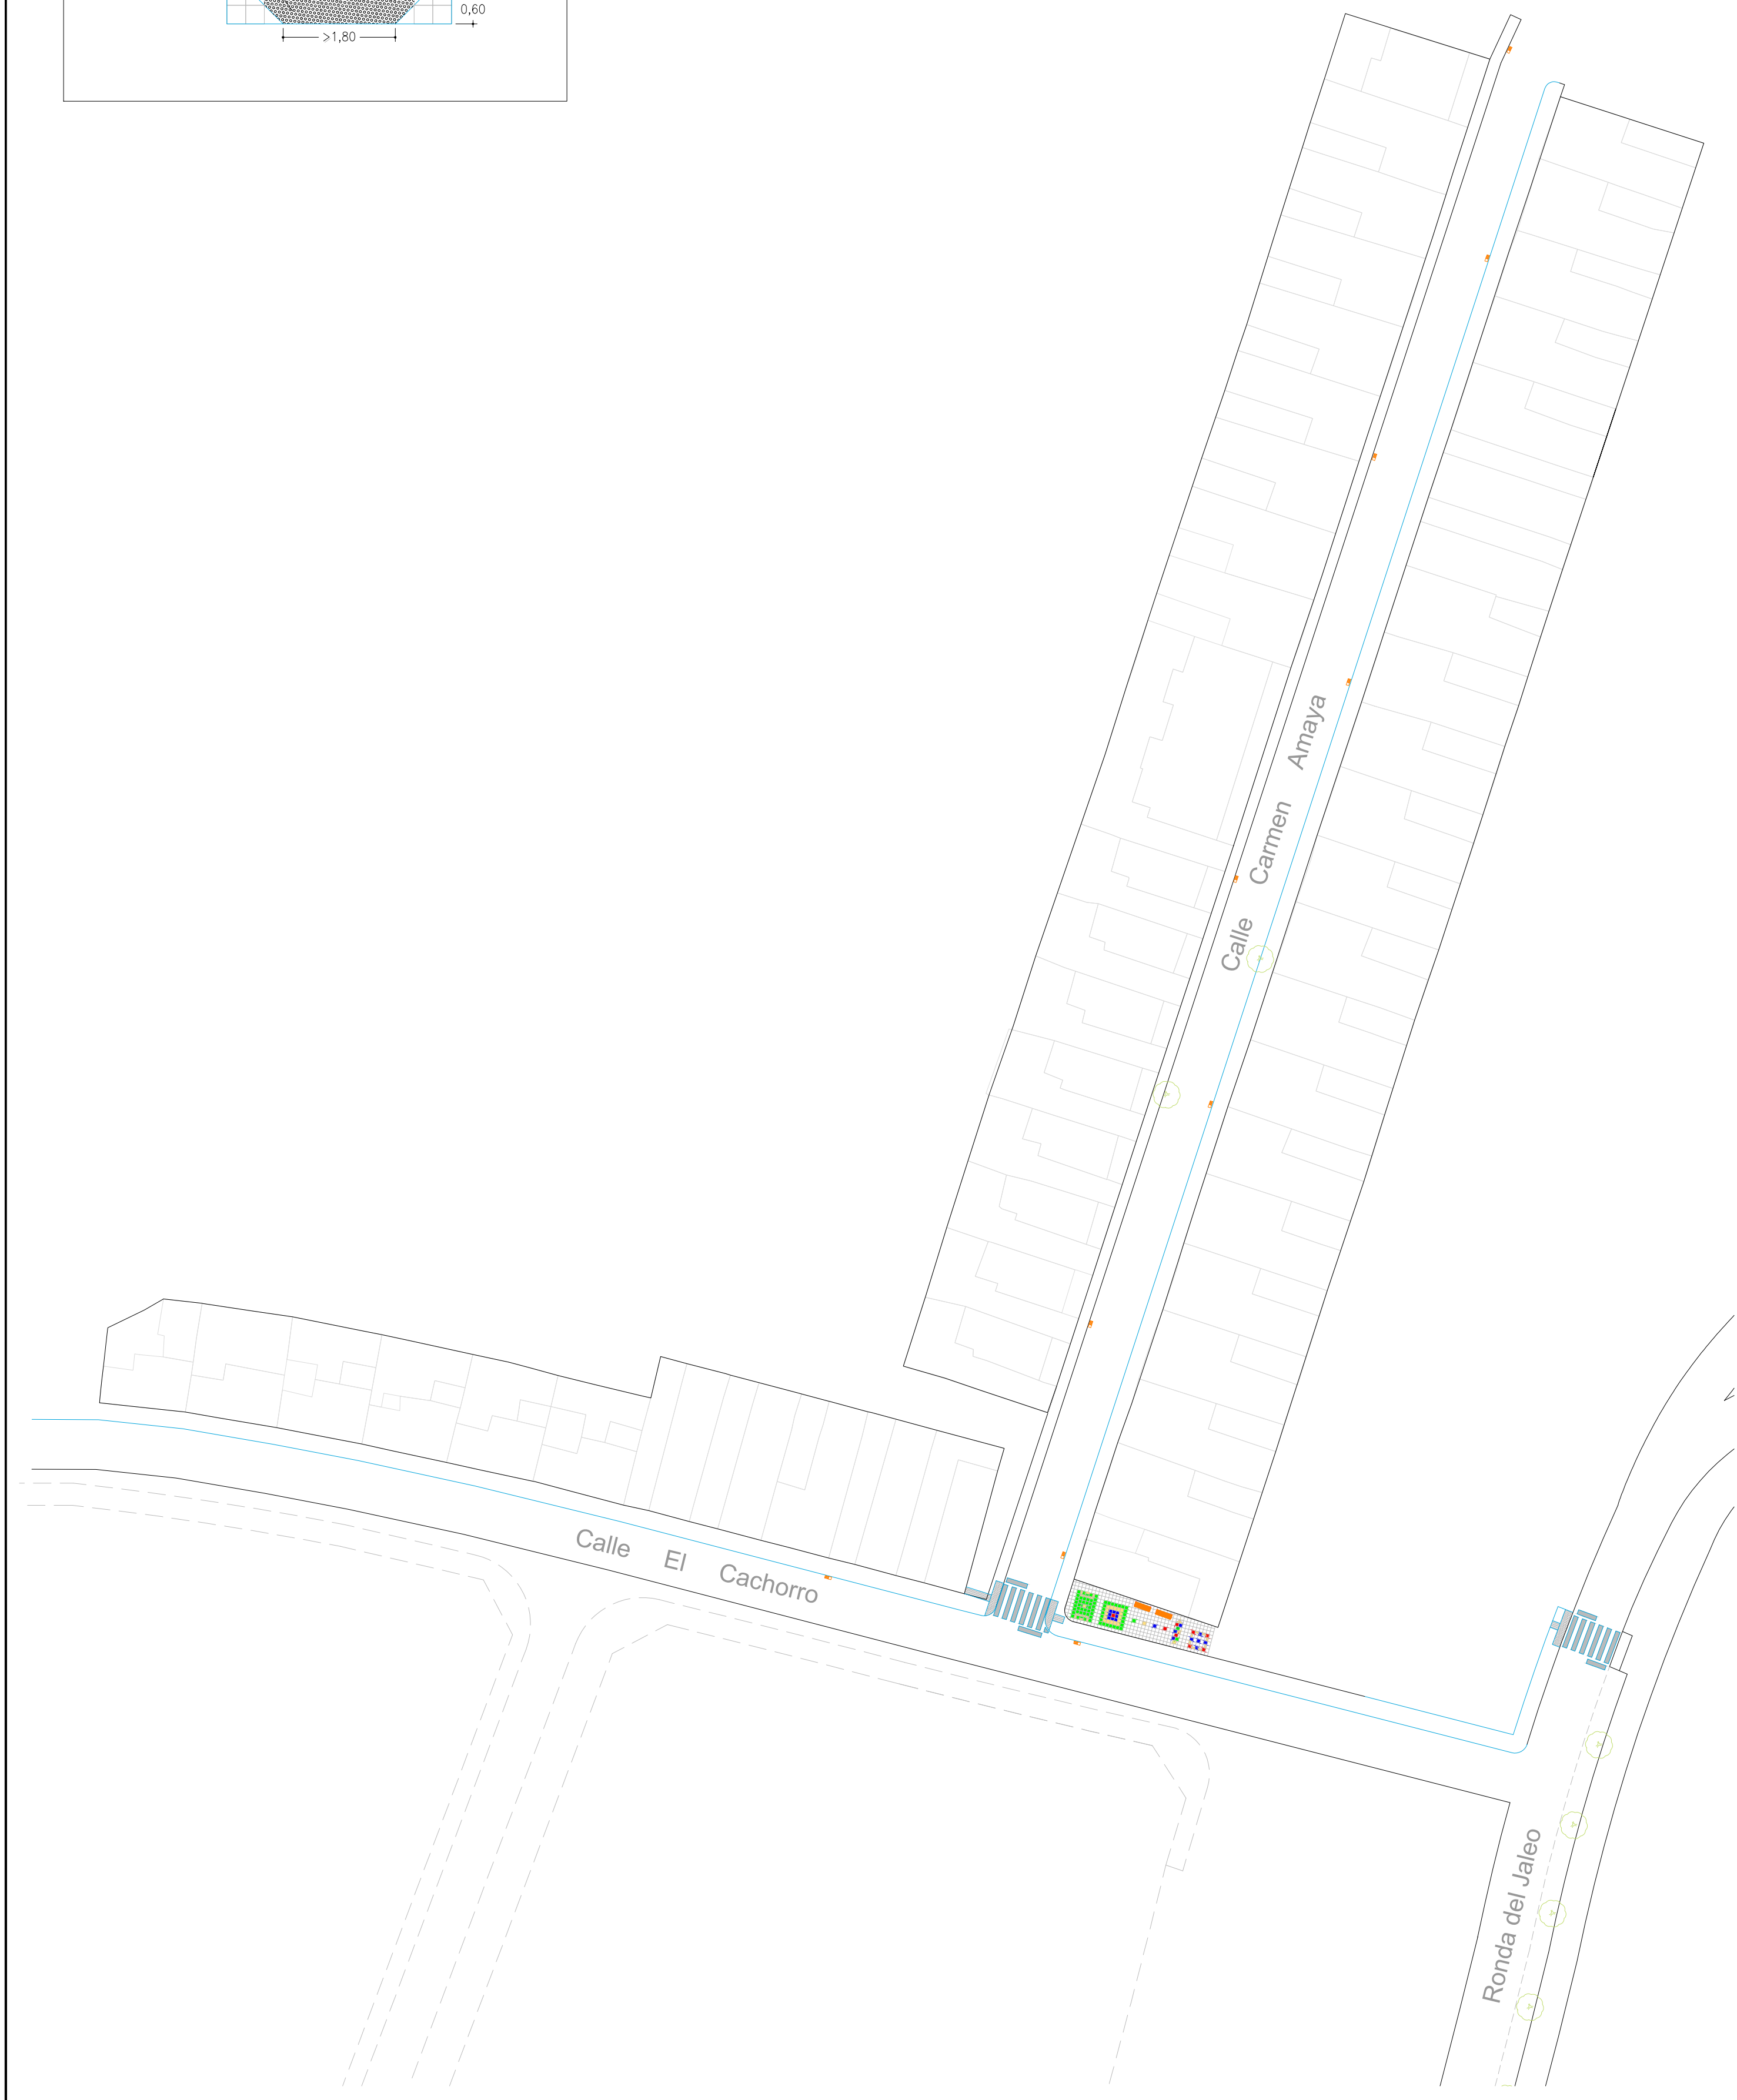 0,60
>1,80
Calle Carmen Amaya
Calle El Cachorro
Ronda del Jaleo